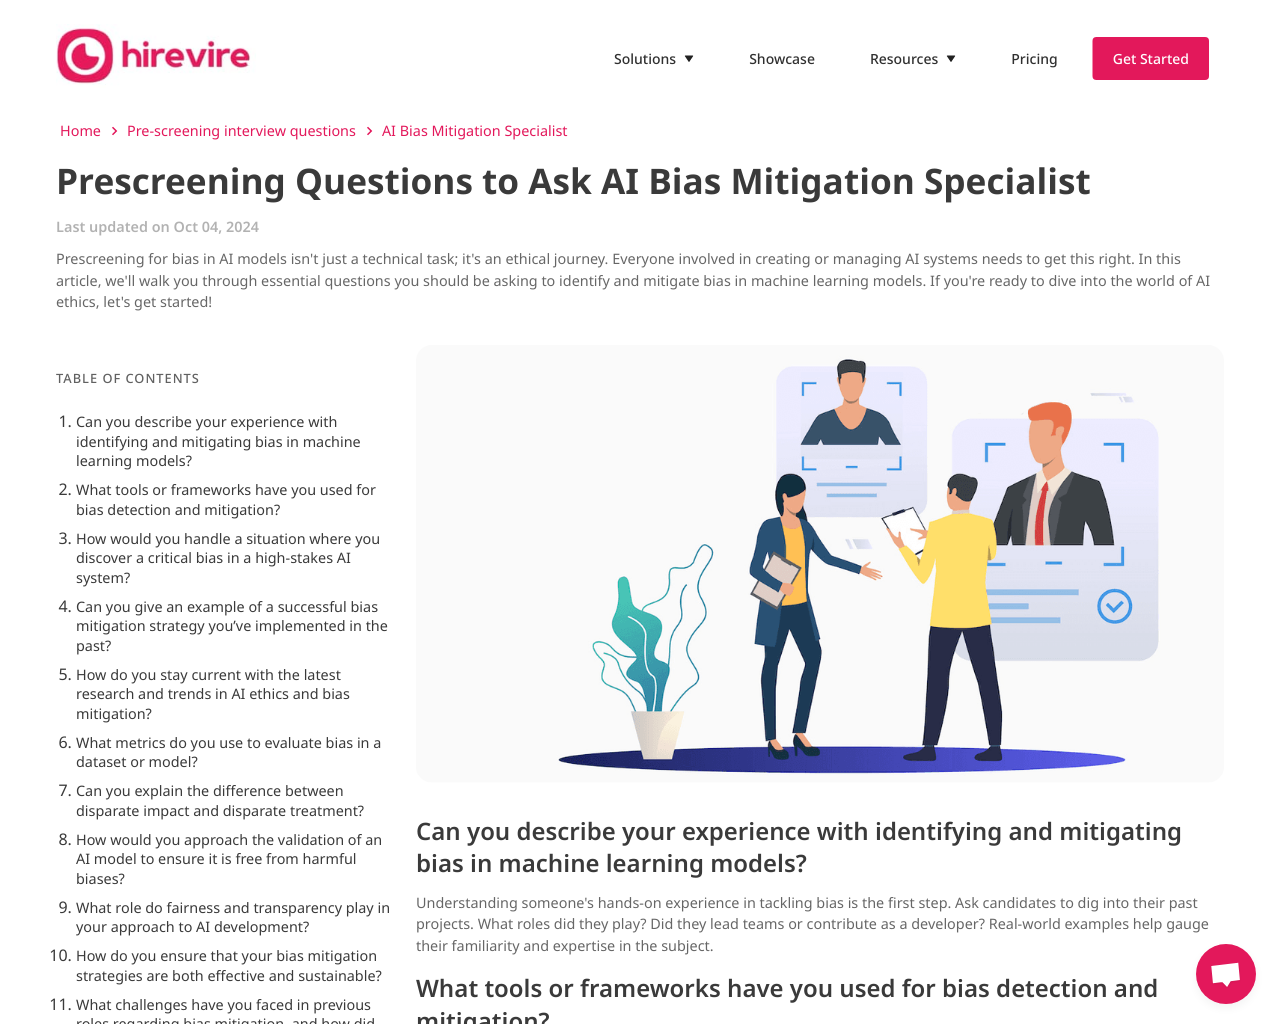 hirevire
Solutions ▼ Showcase Resources ▼ Pricing Get Started
Home > Pre-screening interview questions > AI Bias Mitigation Specialist
Prescreening Questions to Ask AI Bias Mitigation Specialist
Last updated on Oct 04, 2024
Prescreening for bias in AI models isn't just a technical task; it's an ethical journey. Everyone involved in creating or managing AI systems needs to get this right. In this
article, we'll walk you through essential questions you should be asking to identify and mitigate bias in machine learning models. If you're ready to dive into the world of AI
ethics, let's get started!
TABLE OF CONTENTS
1. Can you describe your experience with
identifying and mitigating bias in machine
learning models?
2. What tools or frameworks have you used for
bias detection and mitigation?
3. How would you handle a situation where you
discover a critical bias in a high-stakes AI
system?
4. Can you give an example of a successful bias
mitigation strategy you’ve implemented in the
past?
5. How do you stay current with the latest
research and trends in AI ethics and bias
mitigation?
6. What metrics do you use to evaluate bias in a
dataset or model?
7. Can you explain the difference between
disparate impact and disparate treatment?
8. How would you approach the validation of an
AI model to ensure it is free from harmful
biases?
9. What role do fairness and transparency play in
your approach to AI development?
10. How do you ensure that your bias mitigation
strategies are both effective and sustainable?
11. What challenges have you faced in previous
roles regarding bias mitigation, and how did
Can you describe your experience with identifying and mitigating
bias in machine learning models?
Understanding someone's hands-on experience in tackling bias is the first step. Ask candidates to dig into their past
projects. What roles did they play? Did they lead teams or contribute as a developer? Real-world examples help gauge
their familiarity and expertise in the subject.
What tools or frameworks have you used for bias detection and
mitigation?